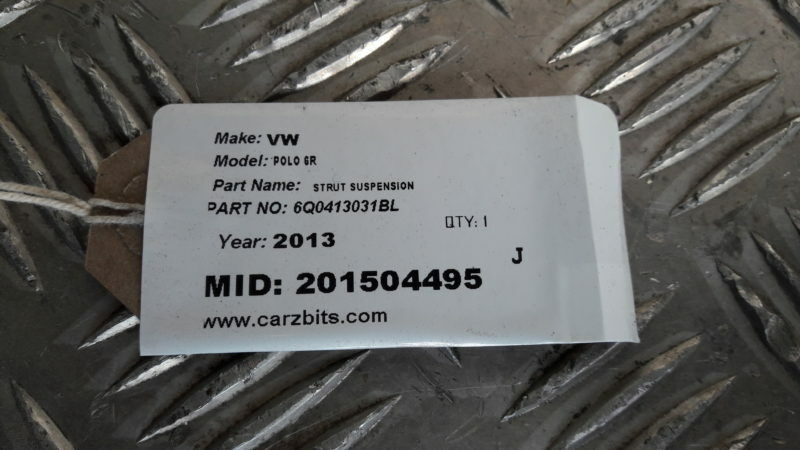 Make: VW
Model: POLO 6R
Part Name: STRUT SUSPENSION
PART NO: 6Q0413031BL
QTY: 1
Year: 2013
J
MID: 201504495
www.carzbits.com